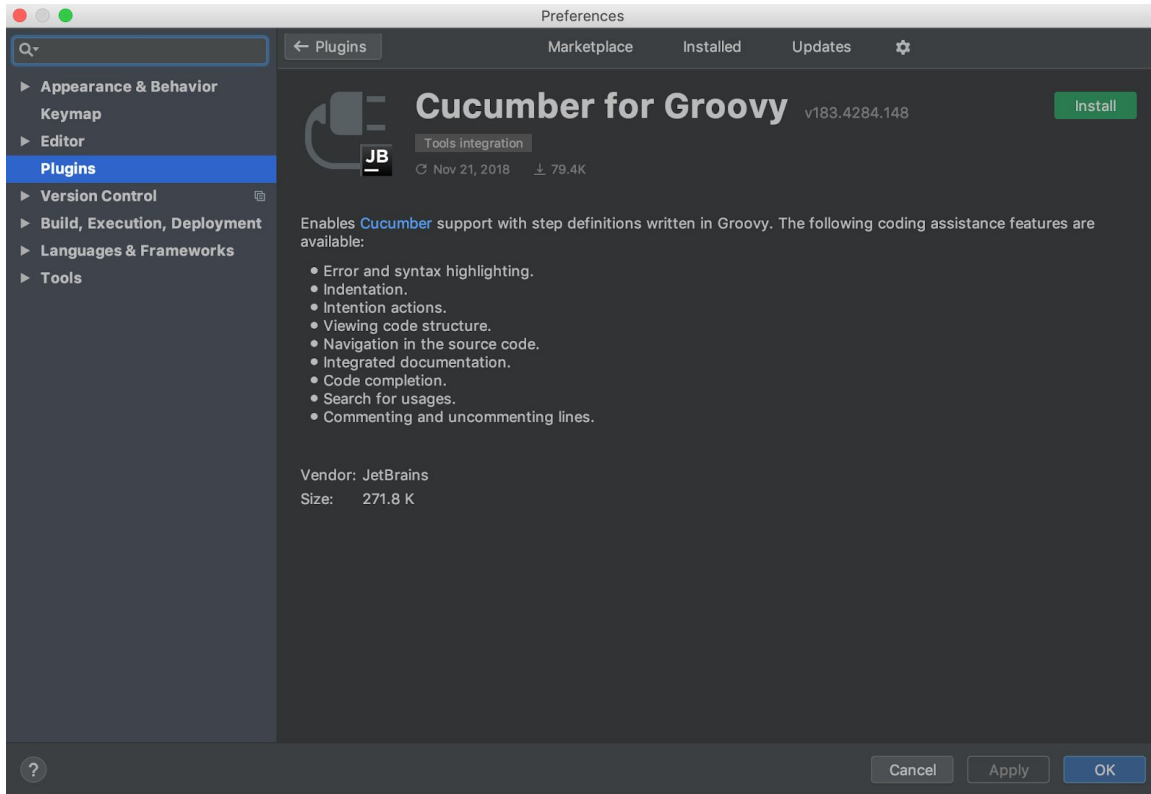 Preferences
← Plugins
Marketplace
Installed
Updates
Appearance & Behavior
Keymap
Editor
Plugins
Version Control
Build, Execution, Deployment
Languages & Frameworks
Tools
Cucumber for Groovy v183.4284.148
Install
Tools integration
JB
Nov 21, 2018 79.4K
Enables Cucumber support with step definitions written in Groovy. The following coding assistance features are
available:
• Error and syntax highlighting.
• Indentation.
• Intention actions.
• Viewing code structure.
• Navigation in the source code.
• Integrated documentation.
• Code completion.
• Search for usages.
• Commenting and uncommenting lines.
Vendor: JetBrains
Size: 271.8 K
?
Cancel
Apply
OK